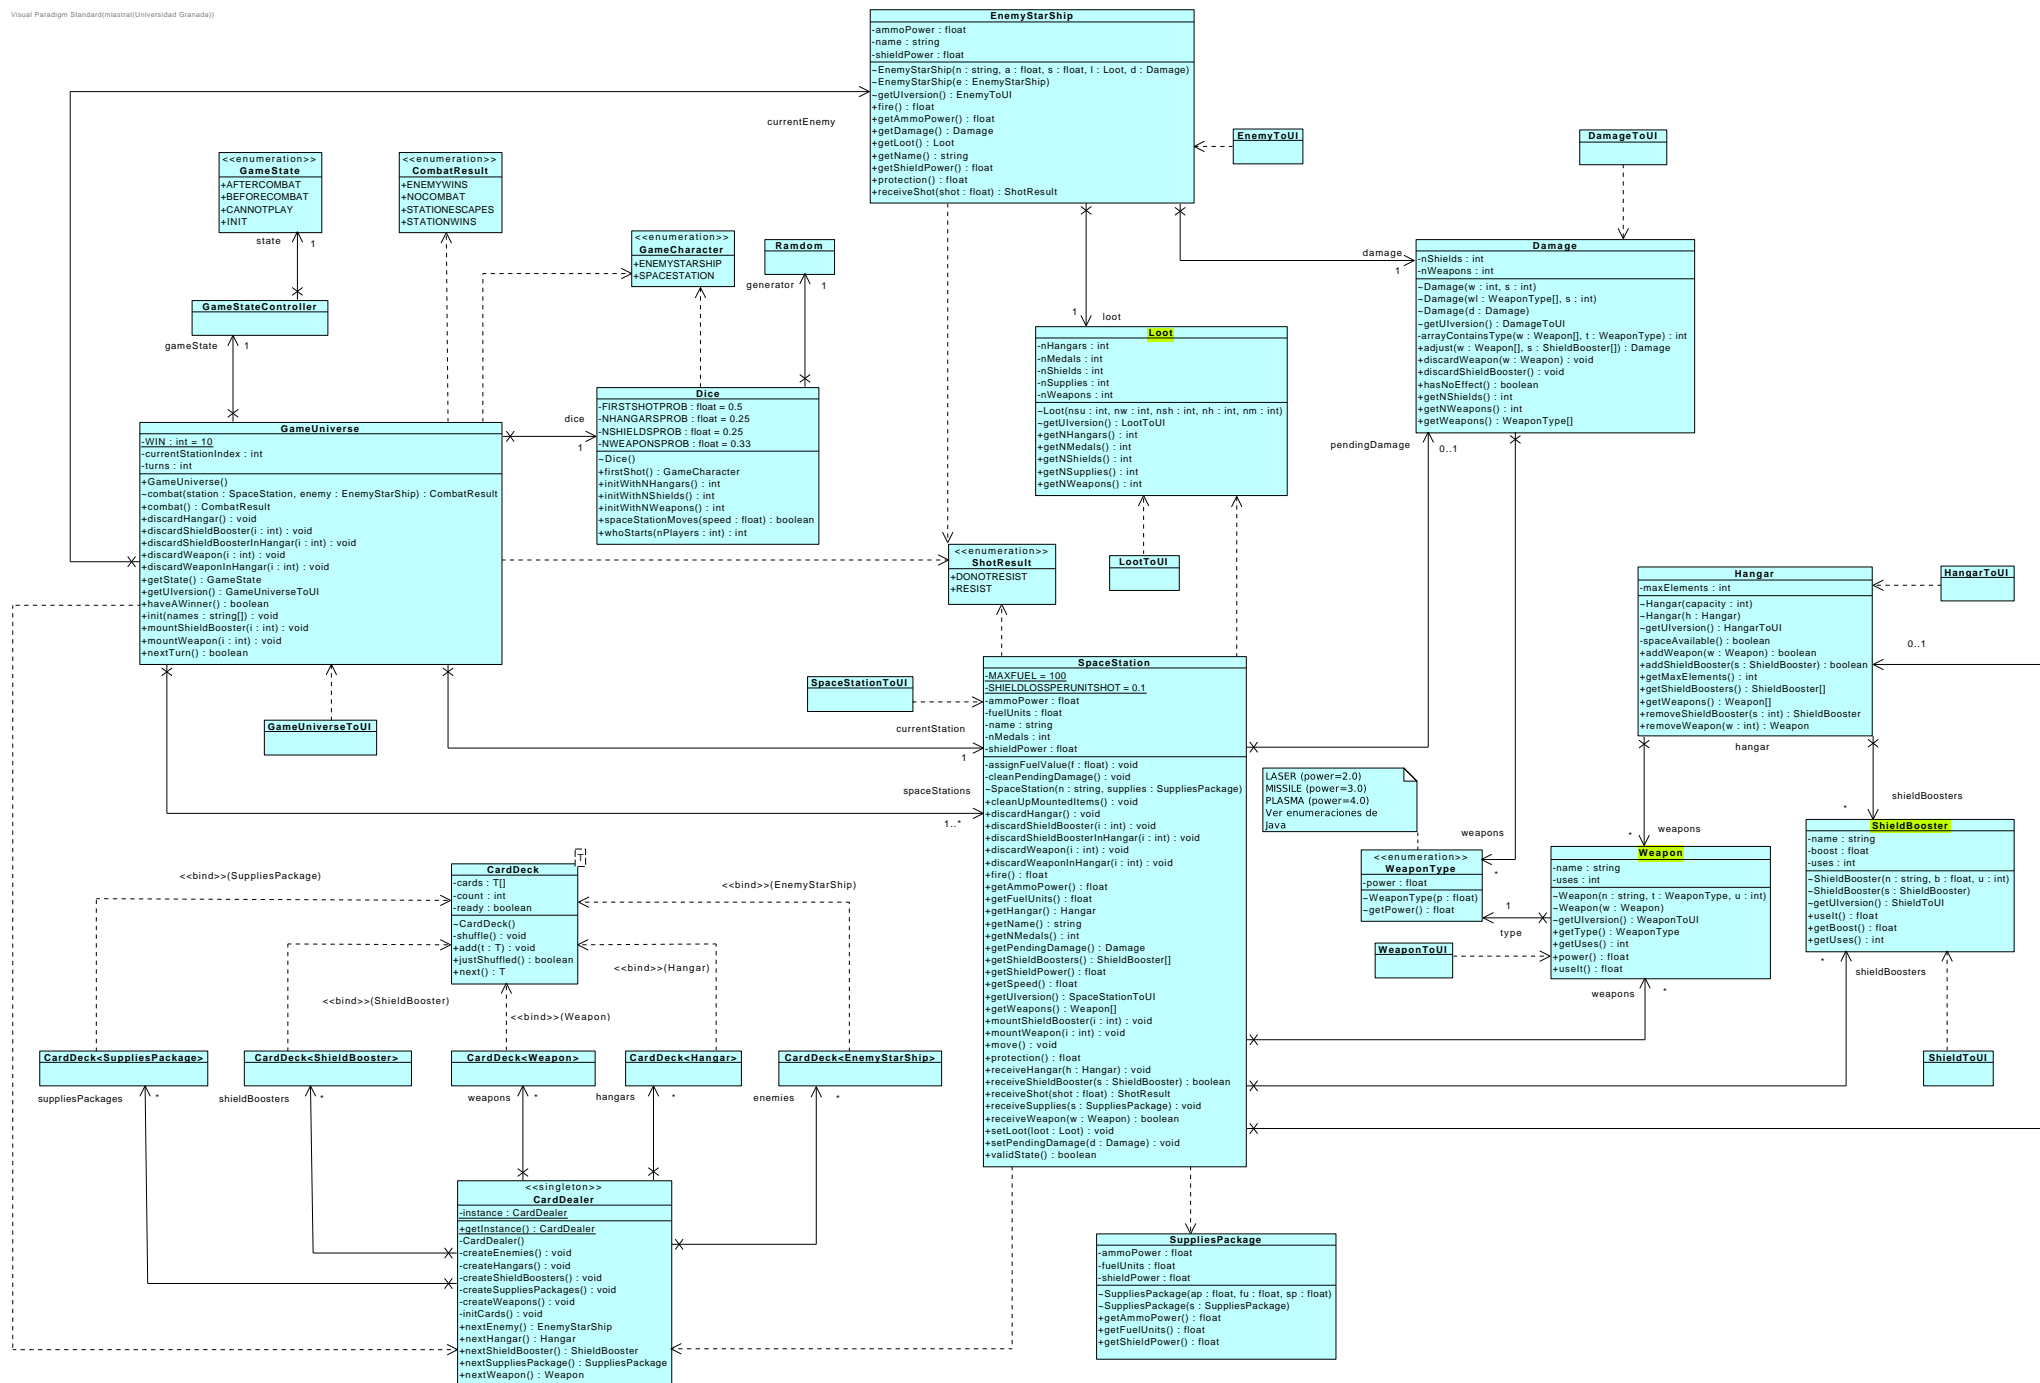 Visual Paradigm Standard(mlastral(Universidad Granada))
EnemyStarShip
-ammoPower : float
-name : string
-shieldPower : float
~EnemyStarShip(n : string, a : float, s : float, l : Loot, d : Damage)
~EnemyStarShip(e : EnemyStarShip)
~getUIversion() : EnemyToUI
+fire() : float
+getAmmoPower() : float
+getDamage() : Damage
+getLoot() : Loot
+getName() : string
+getShieldPower() : float
+protection() : float
+receiveShot(shot : float) : ShotResult
currentEnemy
EnemyToUI
DamageToUI
<<enumeration>>
GameState
+AFTERCOMBAT
+BEFORECOMBAT
+CANNOTPLAY
+INIT
state
1
<<enumeration>>
CombatResult
+ENEMYWINS
+NOCOMBAT
+STATIONESCAPES
+STATIONWINS
<<enumeration>>
GameCharacter
+ENEMYSTARSHIP
+SPACESTATION
Ramdom
generator
1
GameStateController
gameState
1
damage
1
Damage
-nShields : int
-nWeapons : int
~Damage(w : int, s : int)
~Damage(wl : WeaponType[], s : int)
~Damage(d : Damage)
~getUIversion() : DamageToUI
-arrayContainsType(w : Weapon[], t : WeaponType) : int
+adjust(w : Weapon[], s : ShieldBooster[]) : Damage
+discardWeapon(w : Weapon) : void
+discardShieldBooster() : void
+hasNoEffect() : boolean
+getNShields() : int
+getNWeapons() : int
+getWeapons() : WeaponType[]
1
loot
Loot
-nHangars : int
-nMedals : int
-nShields : int
-nSupplies : int
-nWeapons : int
~Loot(nsu : int, nw : int, nsh : int, nh : int, nm : int)
~getUIversion() : LootToUI
+getNHangars() : int
+getNMedals() : int
+getNShields() : int
+getNSupplies() : int
+getNWeapons() : int
pendingDamage
0..1
Dice
-FIRSTSHOTPROB : float = 0.5
-NHANGARSPROB : float = 0.25
-NSHIELDSPROB : float = 0.25
-NWEAPONSPROB : float = 0.33
~Dice()
+firstShot() : GameCharacter
+initWithNHangars() : int
+initWithNShields() : int
+initWithNWeapons() : int
+spaceStationMoves(speed : float) : boolean
+whoStarts(nPlayers : int) : int
dice
1
GameUniverse
-WIN : int = 10
-currentStationIndex : int
-turns : int
+GameUniverse()
~combat(station : SpaceStation, enemy : EnemyStarShip) : CombatResult
+combat() : CombatResult
+discardHangar() : void
+discardShieldBooster(i : int) : void
+discardShieldBoosterInHangar(i : int) : void
+discardWeapon(i : int) : void
+discardWeaponInHangar(i : int) : void
+getState() : GameState
+getUIversion() : GameUniverseToUI
+haveAWinner() : boolean
+init(names : string[]) : void
+mountShieldBooster(i : int) : void
+mountWeapon(i : int) : void
+nextTurn() : boolean
<<enumeration>>
ShotResult
+DONOTRESIST
+RESIST
LootToUI
Hangar
-maxElements : int
~Hangar(capacity : int)
~Hangar(h : Hangar)
~getUIversion() : HangarToUI
-spaceAvailable() : boolean
+addWeapon(w : Weapon) : boolean
+addShieldBooster(s : ShieldBooster) : boolean
+getMaxElements() : int
+getShieldBoosters() : ShieldBooster[]
+getWeapons() : Weapon[]
+removeShieldBooster(s : int) : ShieldBooster
+removeWeapon(w : int) : Weapon
HangarToUI
0..1
hangar
GameUniverseToUI
SpaceStationToUI
currentStation
1
spaceStations
1..*
SpaceStation
-MAXFUEL = 100
-SHIELDLOSSPERUNITSHOT = 0.1
-ammoPower : float
-fuelUnits : float
-name : string
-nMedals : int
-shieldPower : float
-assignFuelValue(f : float) : void
-cleanPendingDamage() : void
~SpaceStation(n : string, supplies : SuppliesPackage)
+cleanUpMountedItems() : void
+discardHangar() : void
+discardShieldBooster(i : int) : void
+discardShieldBoosterInHangar(i : int) : void
+discardWeapon(i : int) : void
+discardWeaponInHangar(i : int) : void
+fire() : float
+getAmmoPower() : float
+getFuelUnits() : float
+getHangar() : Hangar
+getName() : string
+getNMedals() : int
+getPendingDamage() : Damage
+getShieldBoosters() : ShieldBooster[]
+getShieldPower() : float
+getSpeed() : float
+getUIversion() : SpaceStationToUI
+getWeapons() : Weapon[]
+mountShieldBooster(i : int) : void
+mountWeapon(i : int) : void
+move() : void
+protection() : float
+receiveHangar(h : Hangar) : void
+receiveShieldBooster(s : ShieldBooster) : boolean
+receiveShot(shot : float) : ShotResult
+receiveSupplies(s : SuppliesPackage) : void
+receiveWeapon(w : Weapon) : boolean
+setLoot(loot : Loot) : void
+setPendingDamage(d : Damage) : void
+validState() : boolean
LASER (power=2.0)
MISSILE (power=3.0)
PLASMA (power=4.0)
Ver enumeraciones de
Java
weapons
*
<<enumeration>>
WeaponType
-power : float
~WeaponType(p : float)
~getPower() : float
1
type
* weapons
Weapon
-name : string
-uses : int
~Weapon(n : string, t : WeaponType, u : int)
~Weapon(w : Weapon)
~getUIversion() : WeaponToUI
+getType() : WeaponType
+getUses() : int
+power() : float
+useIt() : float
WeaponToUI
weapons
*
shieldBoosters
*
ShieldBooster
-name : string
-boost : float
-uses : int
~ShieldBooster(n : string, b : float, u : int)
~ShieldBooster(s : ShieldBooster)
~getUIversion() : ShieldToUI
+useIt() : float
+getBoost() : float
+getUses() : int
*
shieldBoosters
ShieldToUI
T
CardDeck
-cards : T[]
-count : int
-ready : boolean
~CardDeck()
-shuffle() : void
+add(t : T) : void
+justShuffled() : boolean
+next() : T
<<bind>>(SuppliesPackage)
<<bind>>(EnemyStarShip)
<<bind>>(Hangar)
<<bind>>(ShieldBooster)
<<bind>>(Weapon)
CardDeck<SuppliesPackage>
CardDeck<ShieldBooster>
CardDeck<Weapon>
CardDeck<Hangar>
CardDeck<EnemyStarShip>
suppliesPackages *
shieldBoosters *
weapons *
hangars *
enemies *
<<singleton>>
CardDealer
-instance : CardDealer
+getInstance() : CardDealer
-CardDealer()
-createEnemies() : void
-createHangars() : void
-createShieldBoosters() : void
-createSuppliesPackages() : void
-createWeapons() : void
-initCards() : void
+nextEnemy() : EnemyStarShip
+nextHangar() : Hangar
+nextShieldBooster() : ShieldBooster
+nextSuppliesPackage() : SuppliesPackage
+nextWeapon() : Weapon
SuppliesPackage
-ammoPower : float
-fuelUnits : float
-shieldPower : float
~SuppliesPackage(ap : float, fu : float, sp : float)
~SuppliesPackage(s : SuppliesPackage)
+getAmmoPower() : float
+getFuelUnits() : float
+getShieldPower() : float